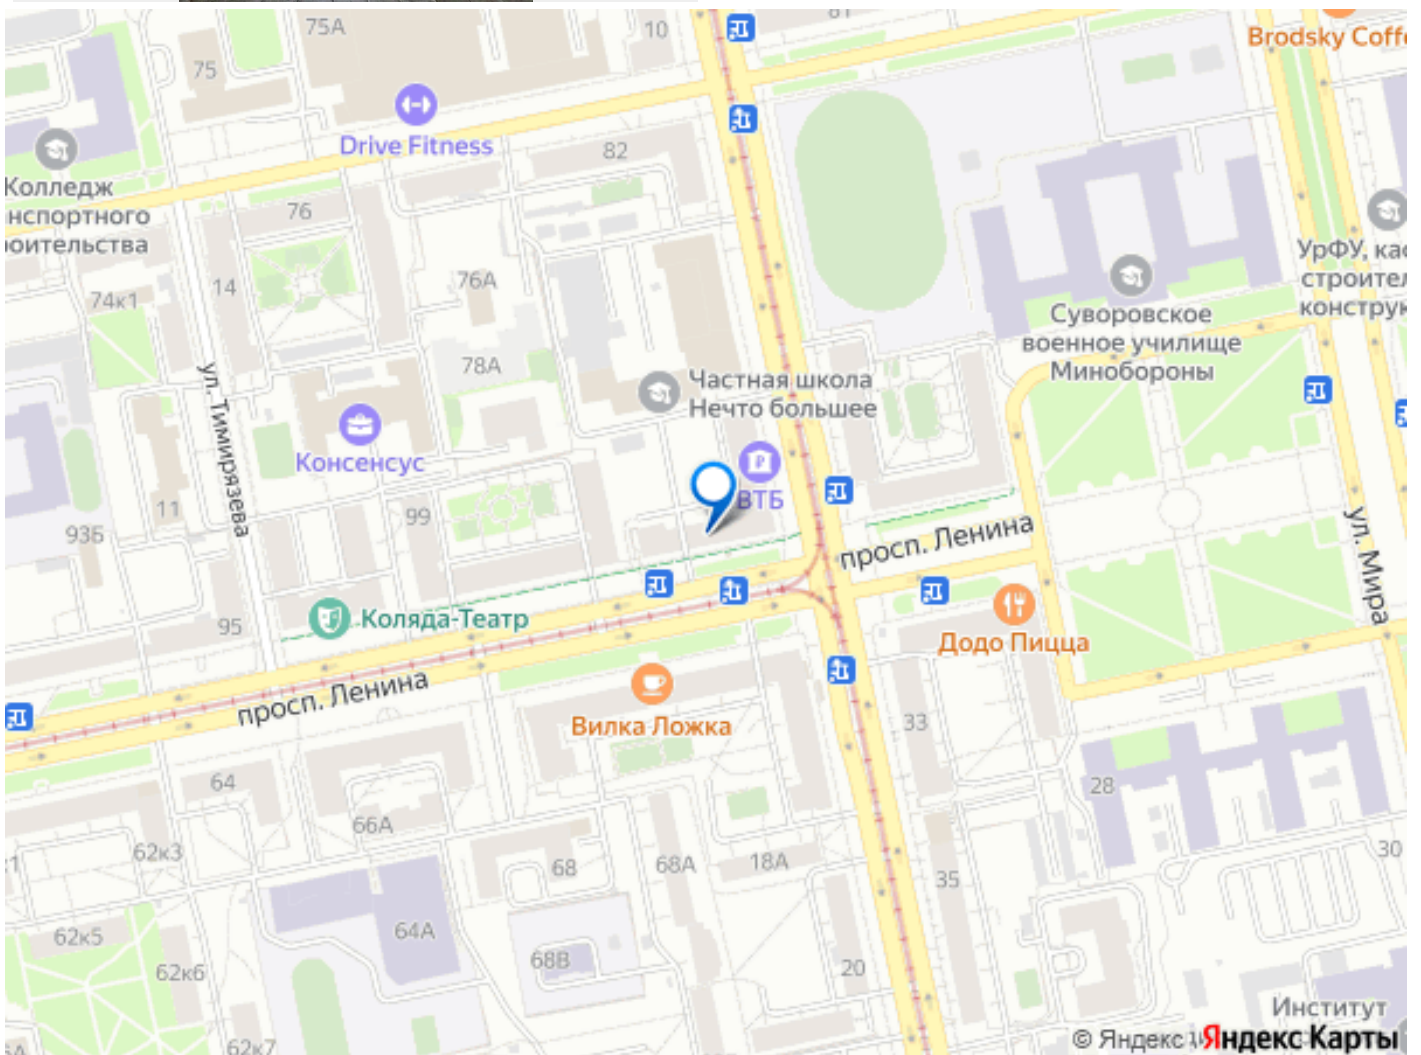 75А
10
81
Brodsky Coffe
75
Drive Fitness
82
Колледж
нспортного
роительства
76
14
76А
74к1
УрФУ, каф
строител
конструк
Суворовское
военное училище
Минобороны
78А
Частная школа
Нечто большее
ул. Тимирязева
Консенсус
ВТБ
11
99
93Б
просп. Ленина
ул. Мира
Коляда-Театр
95
Додо Пицца
просп. Ленина
Вилка Ложка
33
64
28
66А
62к3
68
68А
18А
30
35
64А
62к5
62к6
68В
20
Институт
62к7
© Яндекс
Яндекс Карты